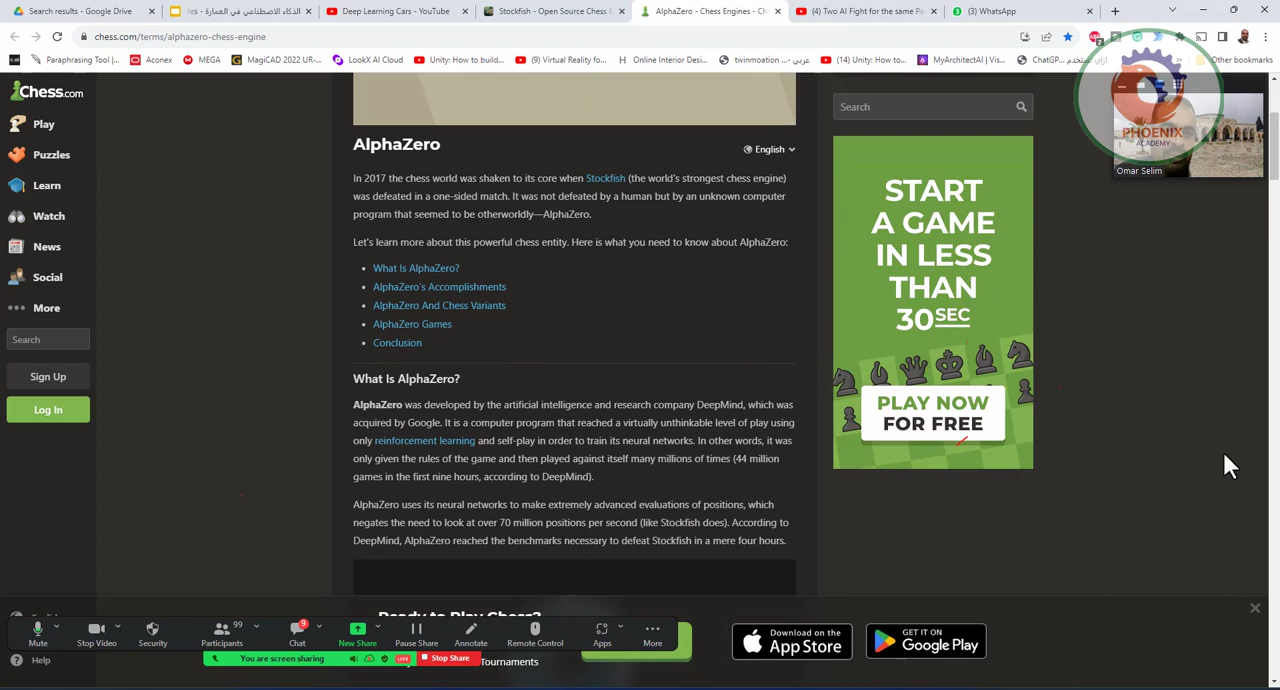 Search results - Google Drive
الذكاء الاصطناعي في العمارة - les
Deep Learning Cars - YouTube
Stockfish - Open Source Chess E
AlphaZero - Chess Engines - Che
(4) Two AI Fight for the same Pa
(3) WhatsApp
chess.com/terms/alphazero-chess-engine
Paraphrasing Tool |...
Aconex
MEGA
MagiCAD 2022 UR-...
LookX AI Cloud
Unity: How to build...
(9) Virtual Reality fo...
Online Interior Desi...
twinmoation - عربي...
(14) Unity: How to...
MyArchitectAI | Vis...
ChatGP...
Other bookmarks
Chess.com
Play
Puzzles
Learn
Watch
News
Social
More
Search
Sign Up
Log In
Help
AlphaZero
English
In 2017 the chess world was shaken to its core when Stockfish (the world's strongest chess engine)
was defeated in a one-sided match. It was not defeated by a human but by an unknown computer
program that seemed to be otherworldly—AlphaZero.
Let's learn more about this powerful chess entity. Here is what you need to know about AlphaZero:
What Is AlphaZero?
AlphaZero's Accomplishments
AlphaZero And Chess Variants
AlphaZero Games
Conclusion
What Is AlphaZero?
AlphaZero was developed by the artificial intelligence and research company DeepMind, which was
acquired by Google. It is a computer program that reached a virtually unthinkable level of play using
only reinforcement learning and self-play in order to train its neural networks. In other words, it was
only given the rules of the game and then played against itself many millions of times (44 million
games in the first nine hours, according to DeepMind).
AlphaZero uses its neural networks to make extremely advanced evaluations of positions, which
negates the need to look at over 70 million positions per second (like Stockfish does). According to
DeepMind, AlphaZero reached the benchmarks necessary to defeat Stockfish in a mere four hours.
Ready to Play Chess?
Tournaments
Search
START
A GAME
IN LESS
THAN
30 SEC
PLAY NOW
FOR FREE
PHOENIX
ACADEMY
Omar Selim
Mute
Stop Video
Security
Participants
99
Chat
9
New Share
Pause Share
Annotate
Remote Control
Apps
More
You are screen sharing
LIVE
Stop Share
Download on the
App Store
GET IT ON
Google Play